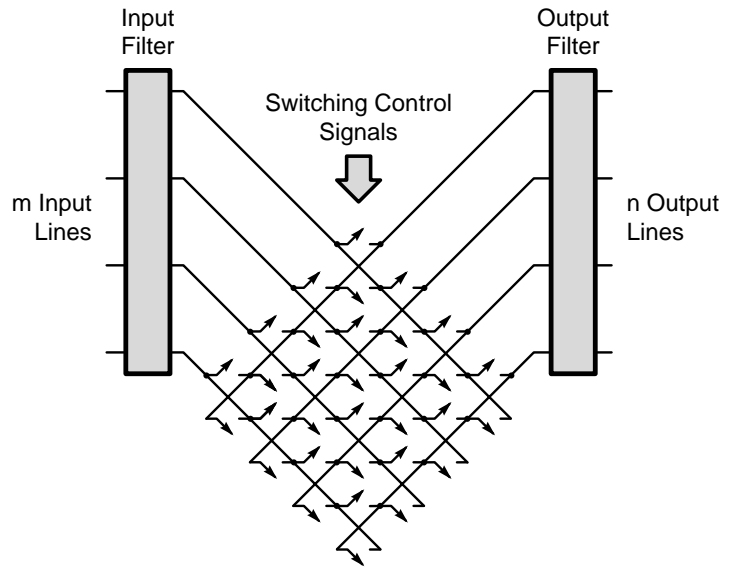 Input
Filter
Output
Filter
Switching Control
Signals
m Input
Lines
n Output
Lines